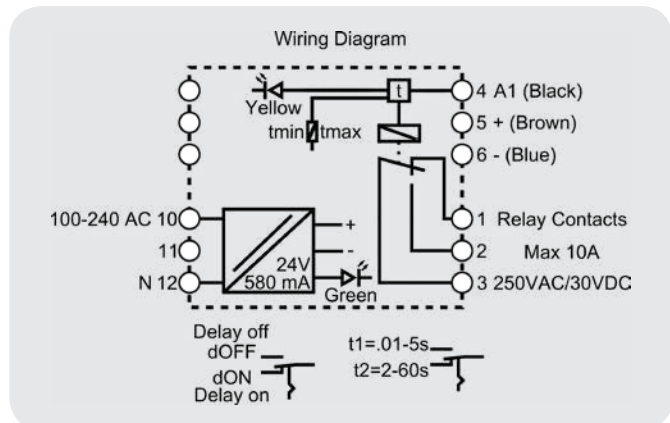 Wiring Diagram
Yellow
t
4 A1 (Black)
tmin
tmax
5 + (Brown)
6 - (Blue)
100-240 AC 10
+
1 Relay Contacts
11
-
2 Max 10A
24V
N 12
580 mA
Green
3 250VAC/30VDC
Delay off
dOFF
dON
Delay on
t1=.01-5s
t2=2-60s